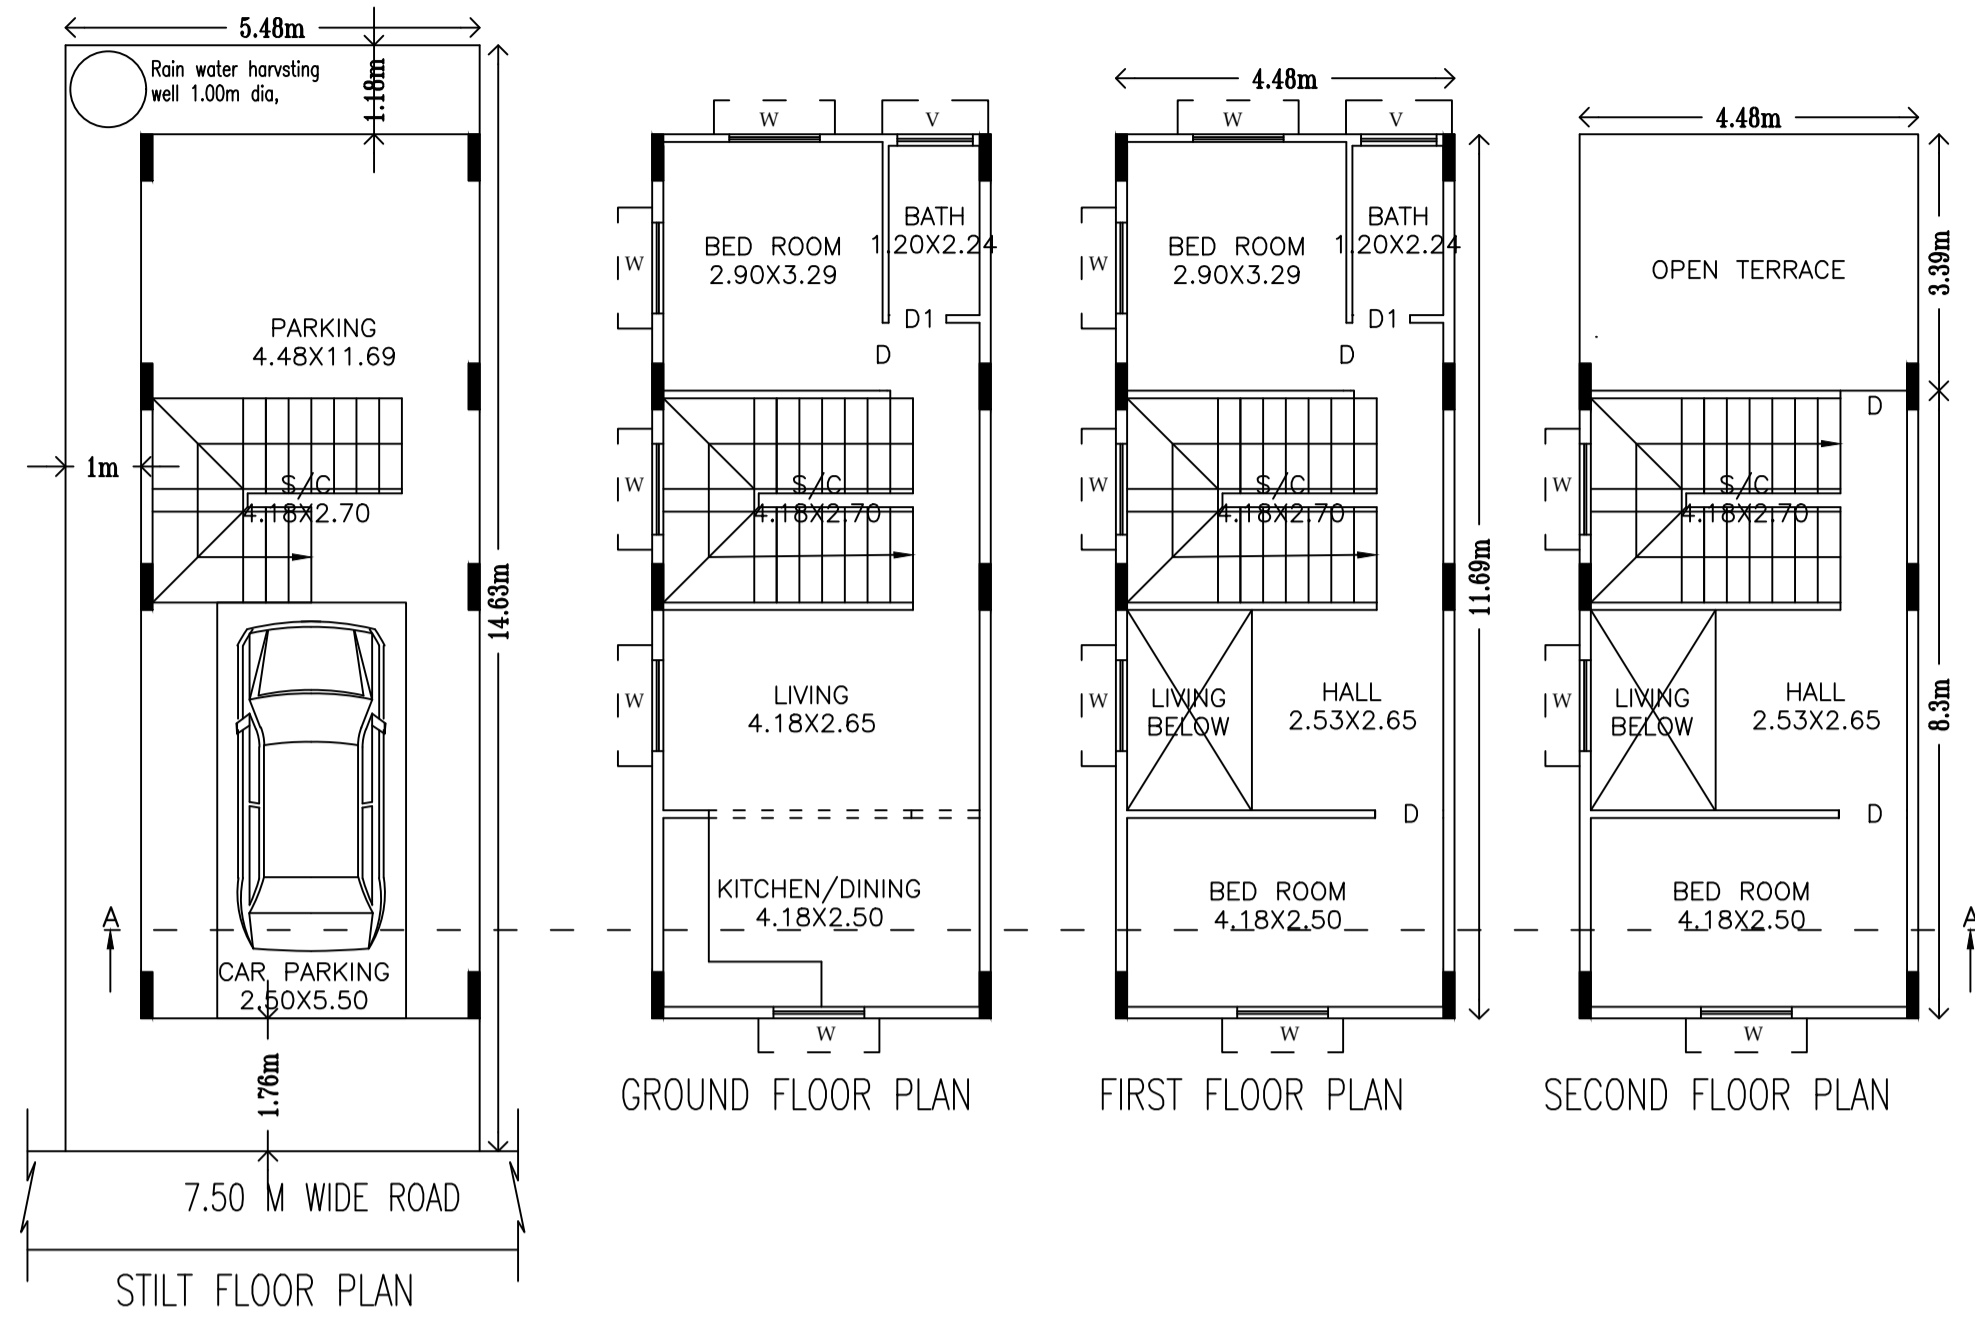 5.48m
Rain water harvsting
well 1.00m dia,
1.18m
PARKING
4.48X11.69
1m
S/C
4.18X2.70
14.63m
CAR PARKING
2.50X5.50
A
1.76m
7.50 M WIDE ROAD
STILT FLOOR PLAN
W
V
W
BED ROOM
2.90X3.29
BATH
1.20X2.24
D1
D
W
S/C
4.18X2.70
W
LIVING
4.18X2.65
KITCHEN/DINING
4.18X2.50
W
GROUND FLOOR PLAN
4.48m
W
V
W
BED ROOM
2.90X3.29
BATH
1.20X2.24
D1
D
W
S/C
4.18X2.70
11.69m
W
LIVING
BELOW
HALL
2.53X2.65
D
BED ROOM
4.18X2.50
W
FIRST FLOOR PLAN
4.48m
OPEN TERRACE
3.39m
D
W
S/C
4.18X2.70
W
LIVING
BELOW
HALL
2.53X2.65
8.3m
D
BED ROOM
4.18X2.50
A
W
SECOND FLOOR PLAN